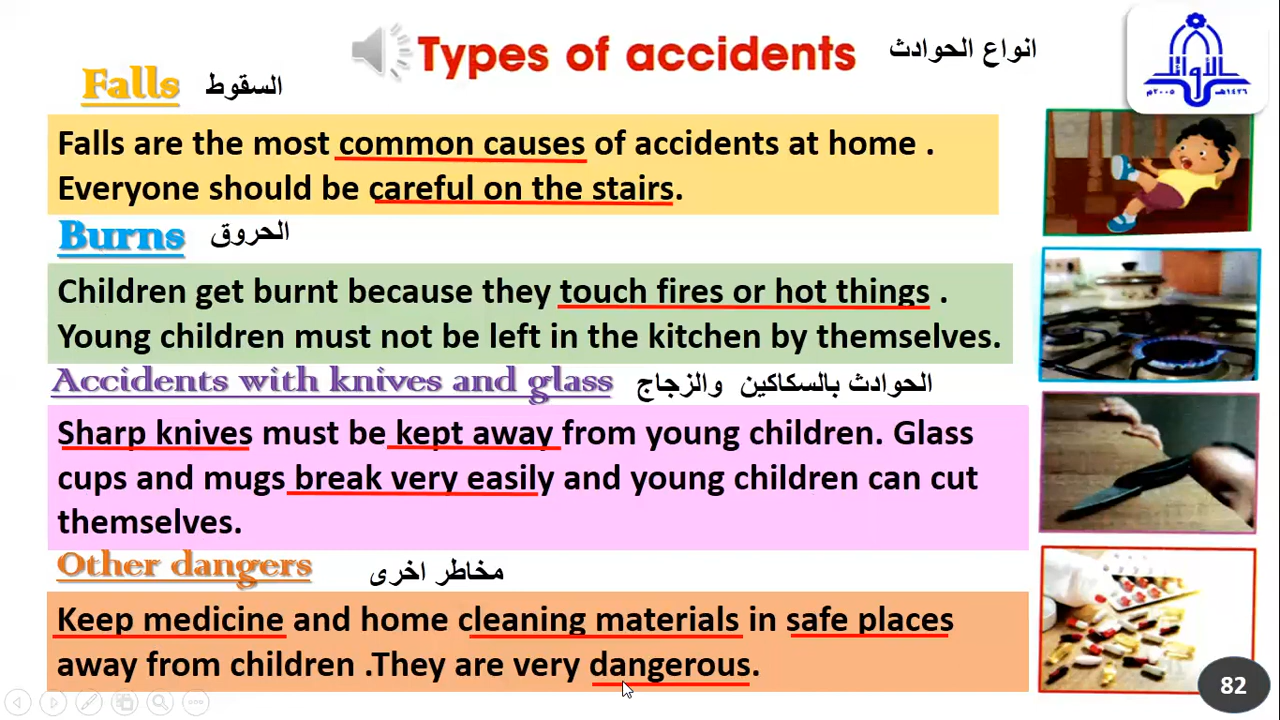 Types of accidents انواع الحوادث
الأوائل
١٤٢٦هـ ٢٠٠٥م
Falls السقوط
Falls are the most common causes of accidents at home .
Everyone should be careful on the stairs.
Burns الحروق
Children get burnt because they touch fires or hot things .
Young children must not be left in the kitchen by themselves.
Accidents with knives and glass الحوادث بالسكاكين والزجاج
Sharp knives must be kept away from young children. Glass
cups and mugs break very easily and young children can cut
themselves.
Other dangers مخاطر اخرى
Keep medicine and home cleaning materials in safe places
away from children .They are very dangerous.
82